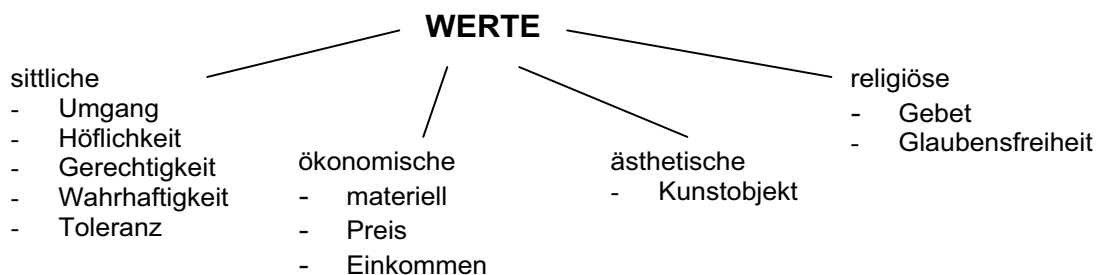 WERTE
sittliche
- Umgang
- Höflichkeit
- Gerechtigkeit
- Wahrhaftigkeit
- Toleranz
ökonomische
- materiell
- Preis
- Einkommen
ästhetische
- Kunstobjekt
religiöse
- Gebet
- Glaubensfreiheit